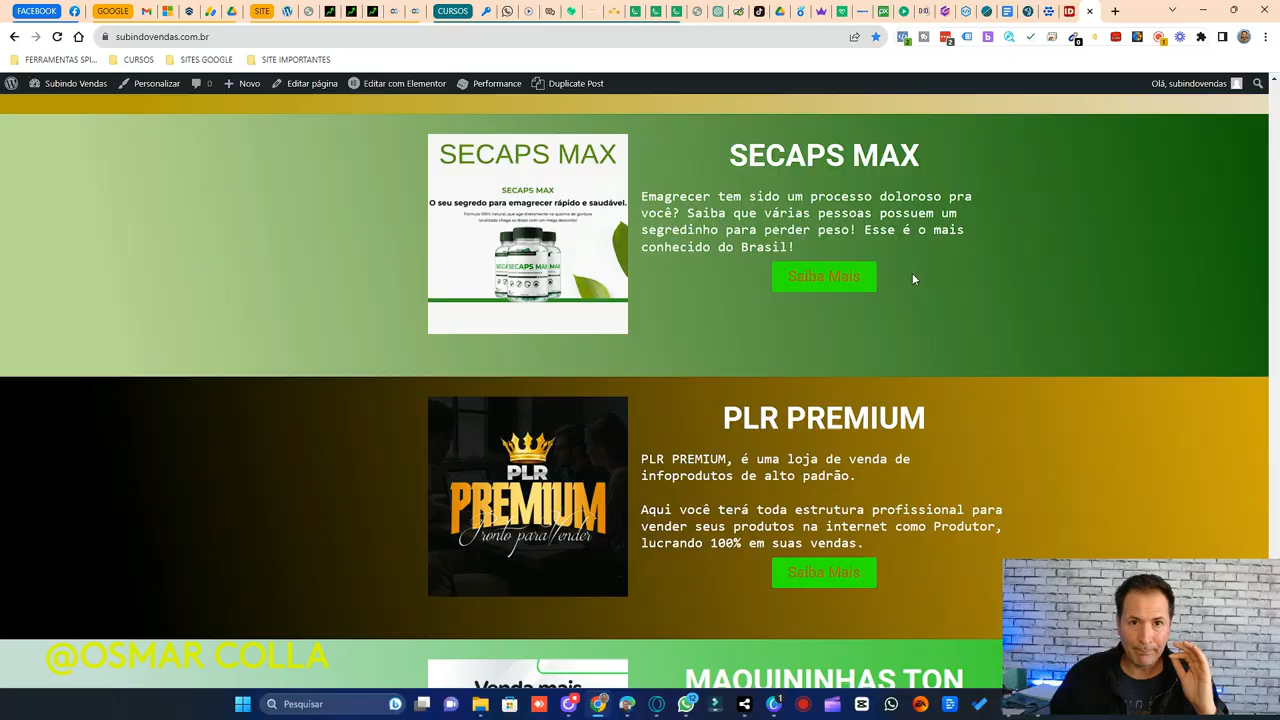 FACEBOOK
GOOGLE
SITE
CURSOS
subindovendas.com.br
FERRAMENTAS SPI...
CURSOS
SITES GOOGLE
SITE IMPORTANTES
Subindo Vendas
Personalizar
0
Novo
Editar página
Editar com Elementor
Performance
Duplicate Post
Olá, subindovendas
SECAPS MAX
SECAPS MAX
O seu segredo para emagrecer rápido e saudável.
SECAPS MAX
SECAPS MAX
Emagrecer tem sido um processo doloroso pra
você? Saiba que várias pessoas possuem um
segredinho para perder peso! Esse é o mais
conhecido do Brasil!
Saiba Mais
PLR
PREMIUM
Pronto para Vender
PLR PREMIUM
PLR PREMIUM, é uma loja de venda de
infoprodutos de alto padrão.
Aqui você terá toda estrutura profissional para
vender seus produtos na internet como Produtor,
lucrando 100% em suas vendas.
Saiba Mais
@OSMAR COLLA
Venda mais
MAQUININHAS TON
Pesquisar